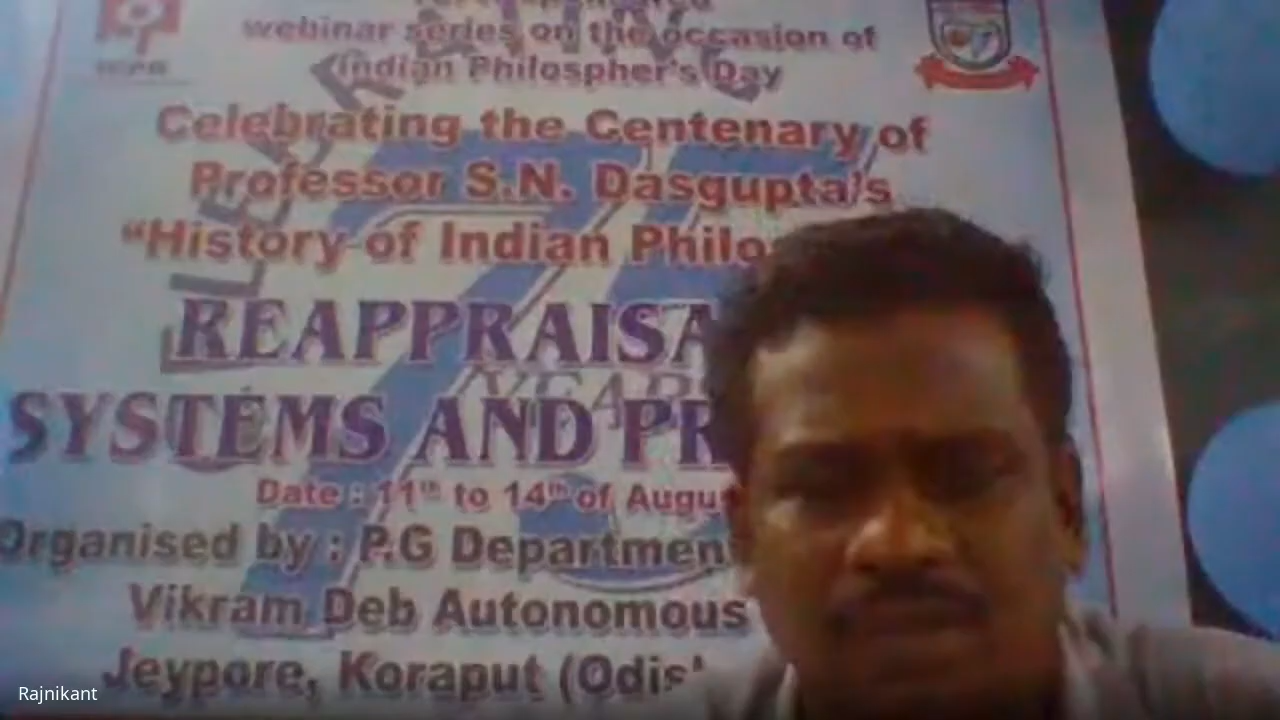 webinar series on the occasion of
Indian Philospher's Day
Celebrating the Centenary of
Professor S.N. Dasgupta's
"History of Indian Philo
REAPPRAISA
YEARS
SYSTEMS AND PR
Date : 11th to 14th of Augu
Organised by : P.G Department
Vikram Deb Autonomous
Jeypore, Koraput (Odis
Rajnikant